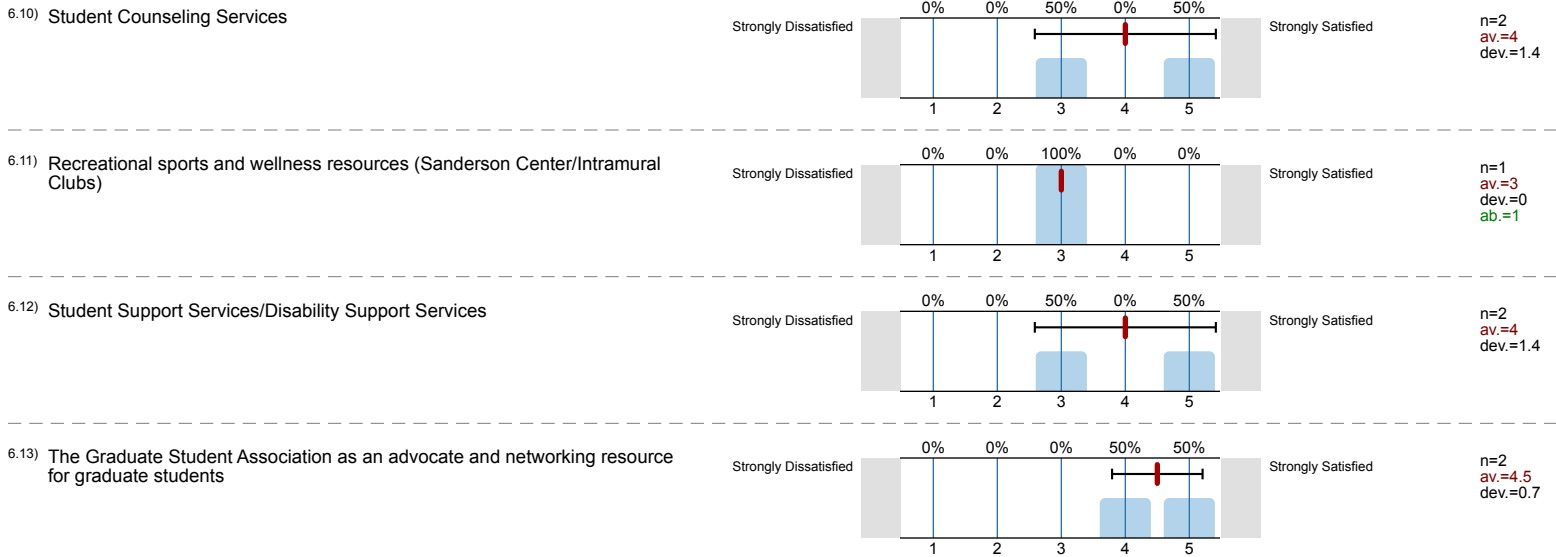 6.10) Student Counseling Services
0% 0% 50% 0% 50%
Strongly Dissatisfied
Strongly Satisfied
n=2
av.=4
dev.=1.4
1 2 3 4 5
6.11) Recreational sports and wellness resources (Sanderson Center/Intramural
Clubs)
0% 0% 100% 0% 0%
Strongly Dissatisfied
Strongly Satisfied
n=1
av.=3
dev.=0
ab.=1
1 2 3 4 5
6.12) Student Support Services/Disability Support Services
0% 0% 50% 0% 50%
Strongly Dissatisfied
Strongly Satisfied
n=2
av.=4
dev.=1.4
1 2 3 4 5
6.13) The Graduate Student Association as an advocate and networking resource
for graduate students
0% 0% 0% 50% 50%
Strongly Dissatisfied
Strongly Satisfied
n=2
av.=4.5
dev.=0.7
1 2 3 4 5